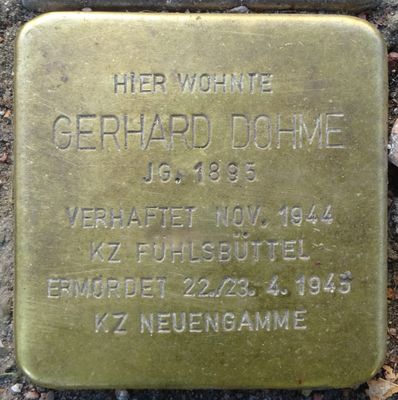 HIER WOHNTE
GERHARD DOHME
JG. 1895
VERHAFTET NOV. 1944
KZ FUHLSBÜTTEL
ERMORDET 22./23. 4. 1945
KZ NEUENGAMME